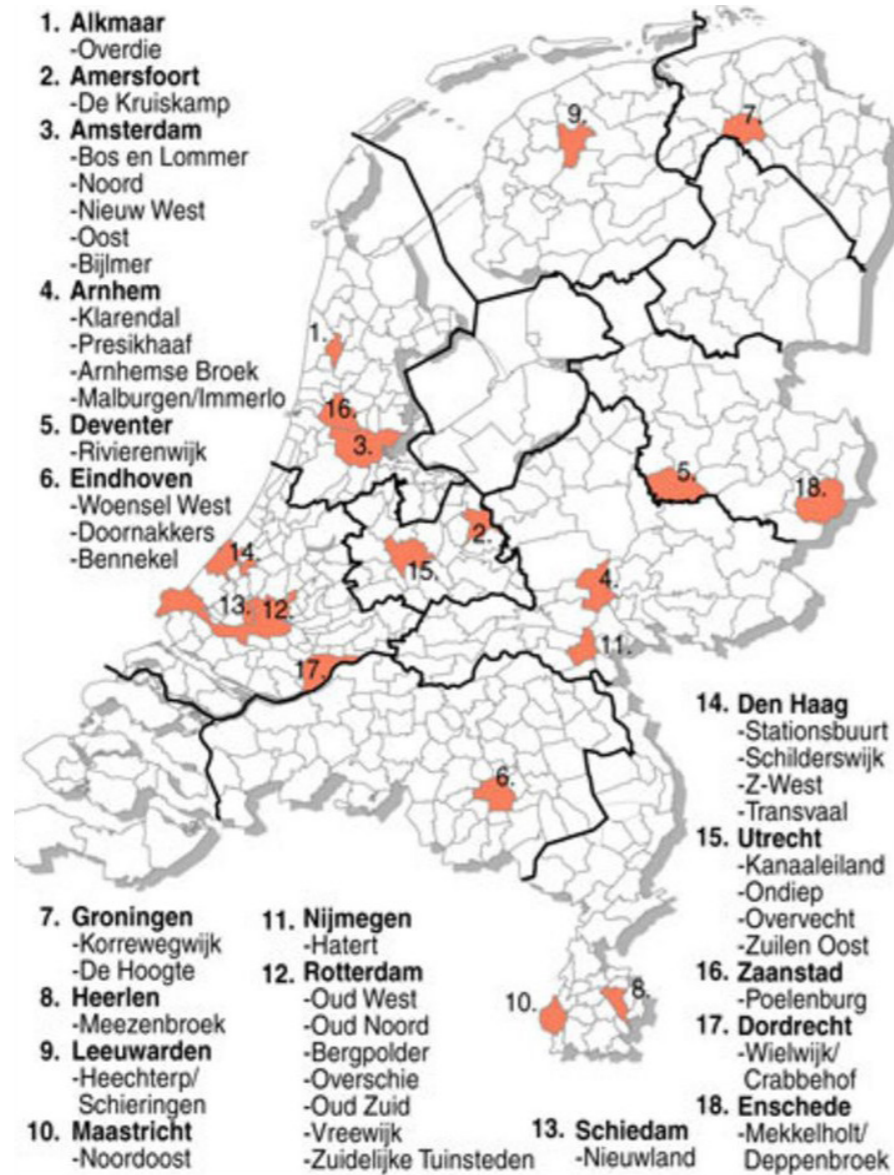 1. Alkmaar
-Overdie
2. Amersfoort
-De Kruiskamp
3. Amsterdam
-Bos en Lommer
-Noord
-Nieuw West
-Oost
-Bijlmer
4. Arnhem
-Klarendal
-Presikhaaf
-Arnhemse Broek
-Malburgen/Immerlo
5. Deventer
-Rivierenwijk
6. Eindhoven
-Woensel West
-Doornakkers
-Bennekel
9.
7.
1.
16.
3.
5.
18.
2.
14.
15.
4.
13.
12.
11.
17.
6.
10.
8.
7. Groningen
-Korrewegwijk
-De Hoogte
8. Heerlen
-Meezenbroek
9. Leeuwarden
-Heechterp/
Schieringen
10. Maastricht
-Noordoost
11. Nijmegen
-Hatert
12. Rotterdam
-Oud West
-Oud Noord
-Bergpolder
-Overschie
-Oud Zuid
-Vreewijk
-Zuidelijke Tuinsteden
13. Schiedam
-Nieuwland
14. Den Haag
-Stationsbuurt
-Schilderswijk
-Z-West
-Transvaal
15. Utrecht
-Kanaaleiland
-Ondiep
-Overvecht
-Zuilen Oost
16. Zaanstad
-Poelenburg
17. Dordrecht
-Wielwijk/
Crabbehof
18. Enschede
-Mekkelholt/
Deppenbroek